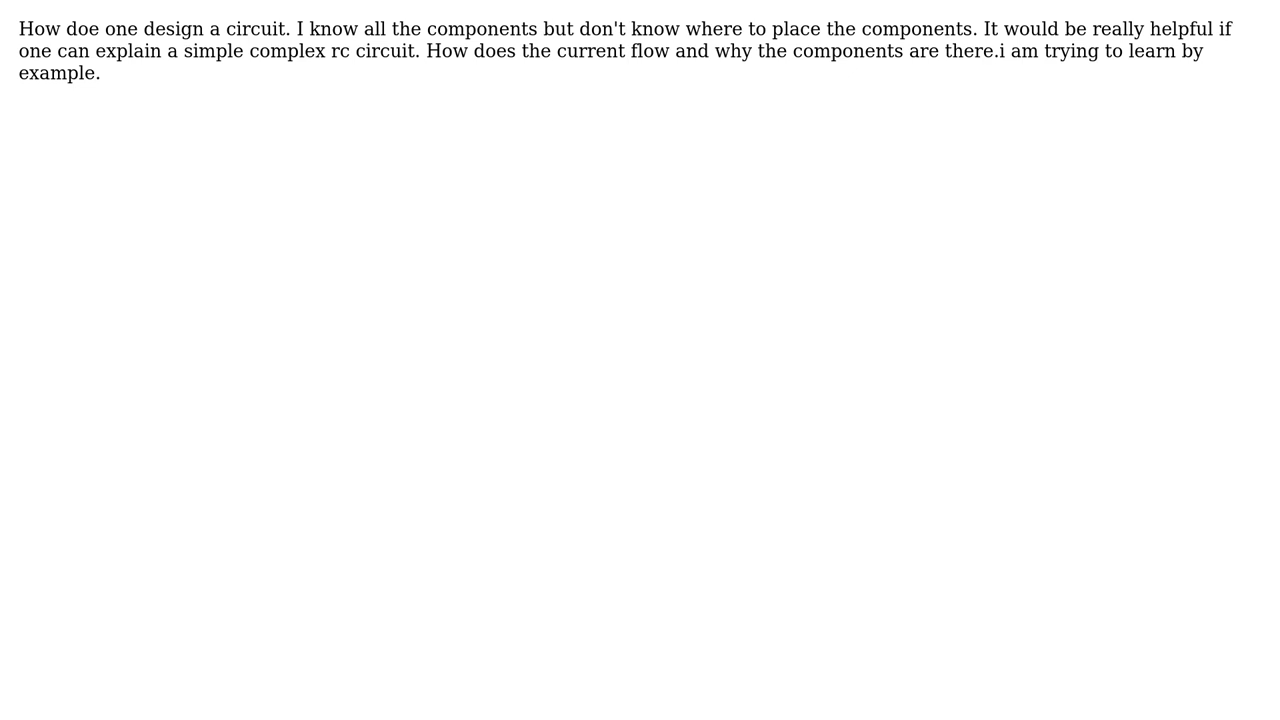 How doe one design a circuit. I know all the components but don't know where to place the components. It would be really helpful if
one can explain a simple complex rc circuit. How does the current flow and why the components are there.i am trying to learn by
example.